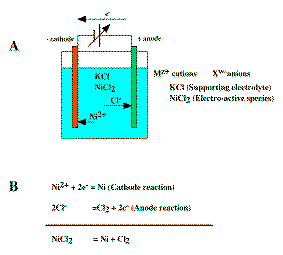 e-
A
- cathode
+ anode
M^Z+ cations X^W- anions
KCl
KCl (Supporting electrolyte)
NiCl2
NiCl2 (Electro-active species)
Cl-
Ni2+
B
Ni2+ + 2e- = Ni (Cathode reaction)
2Cl- =Cl2 + 2e- (Anode reaction)
NiCl2 = Ni + Cl2